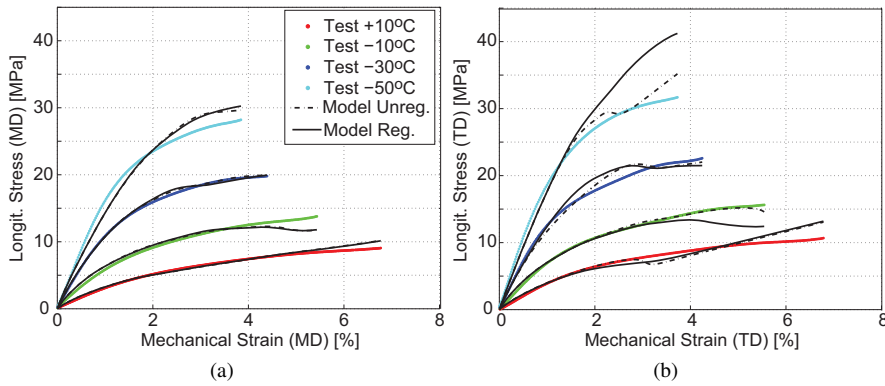 40
30
20
10
0
0
2
4
6
8
Longit. Stress (MD) [MPa]
Mechanical Strain (MD) [%]
Test +10ºC
Test −10ºC
Test −30ºC
Test −50ºC
Model Unreg.
Model Reg.
(a)
40
30
20
10
0
0
2
4
6
8
Longit. Stress (TD) [MPa]
Mechanical Strain (TD) [%]
(b)